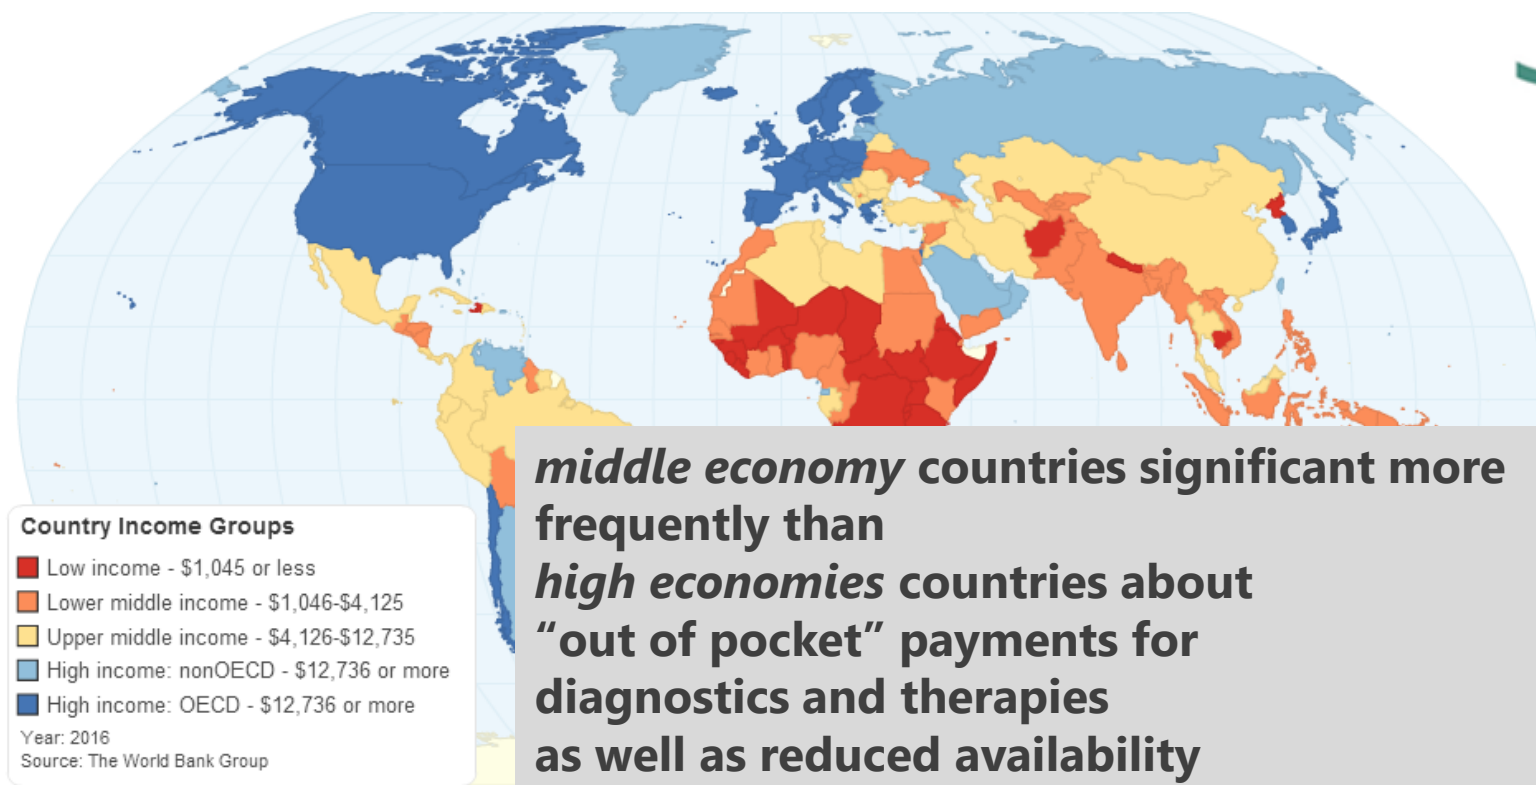 middle economy countries significant more
frequently than
high economies countries about
“out of pocket” payments for
diagnostics and therapies
as well as reduced availability
Country Income Groups
Low income - $1,045 or less
Lower middle income - $1,046-$4,125
Upper middle income - $4,126-$12,735
High income: nonOECD - $12,736 or more
High income: OECD - $12,736 or more
Year: 2016
Source: The World Bank Group